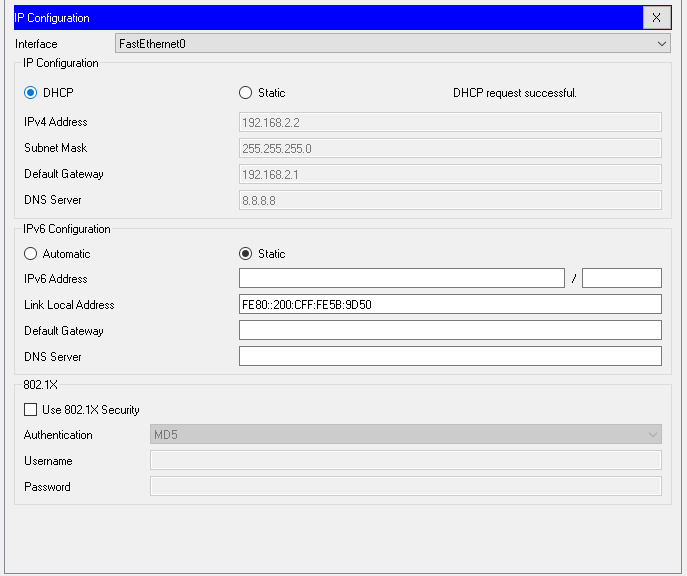 IP Configuration X
Interface FastEthernet0
IP Configuration
DHCP Static DHCP request successful.
IPv4 Address 192.168.2.2
Subnet Mask 255.255.255.0
Default Gateway 192.168.2.1
DNS Server 8.8.8.8
IPv6 Configuration
Automatic Static
IPv6 Address /
Link Local Address FE80::200:CFF:FE5B:9D50
Default Gateway
DNS Server
802.1X
Use 802.1X Security
Authentication MD5
Username
Password